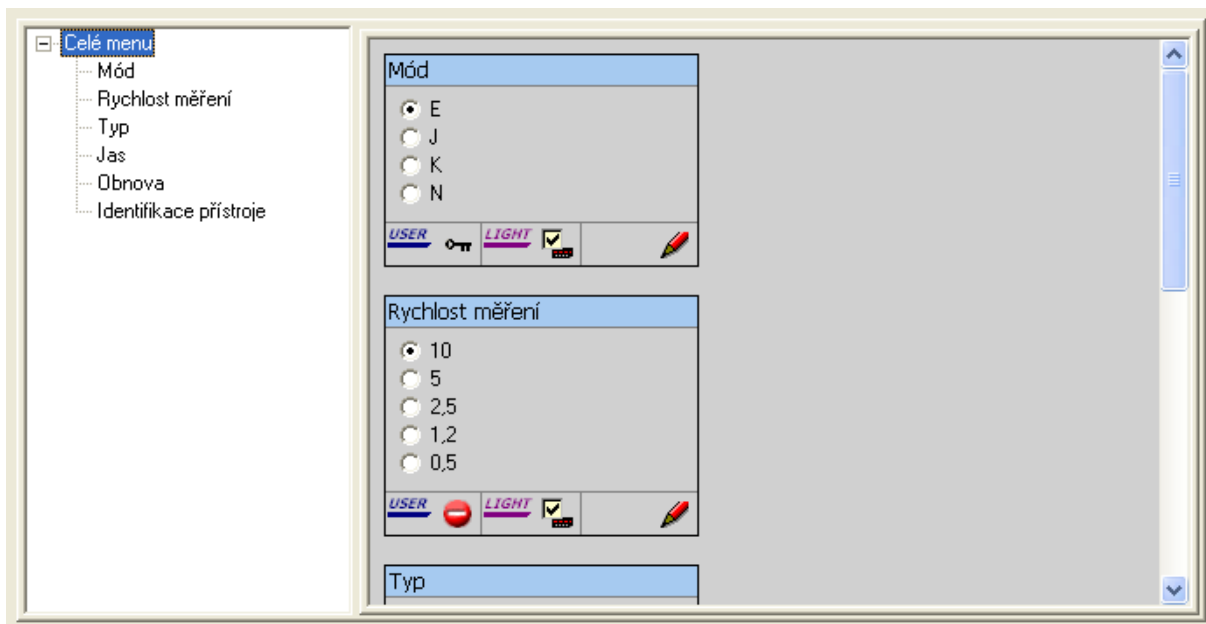 Celé menu
Mód
Rychlost měření
Typ
Jas
Obnova
Identifikace přístroje
Mód
E
J
K
N
USER LIGHT
Rychlost měření
10
5
2,5
1,2
0,5
USER LIGHT
Typ